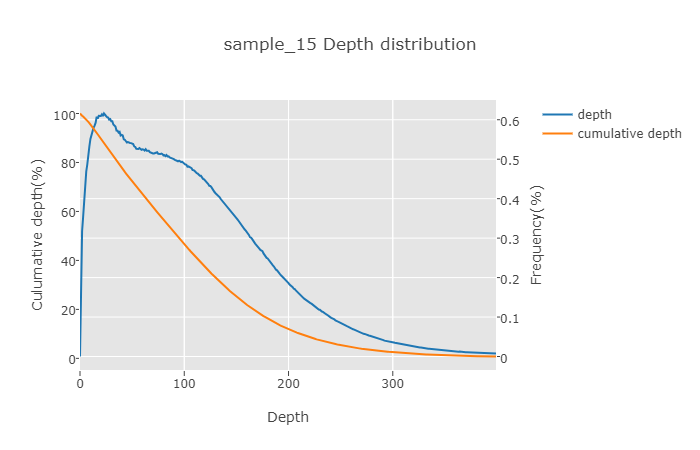 sample_15 Depth distribution
depth
cumulative depth
Culumative depth(%)
100
80
60
40
20
0
0.6
0.5
0.4
0.3
0.2
0.1
0
Frequency(%)
0
100
200
300
Depth